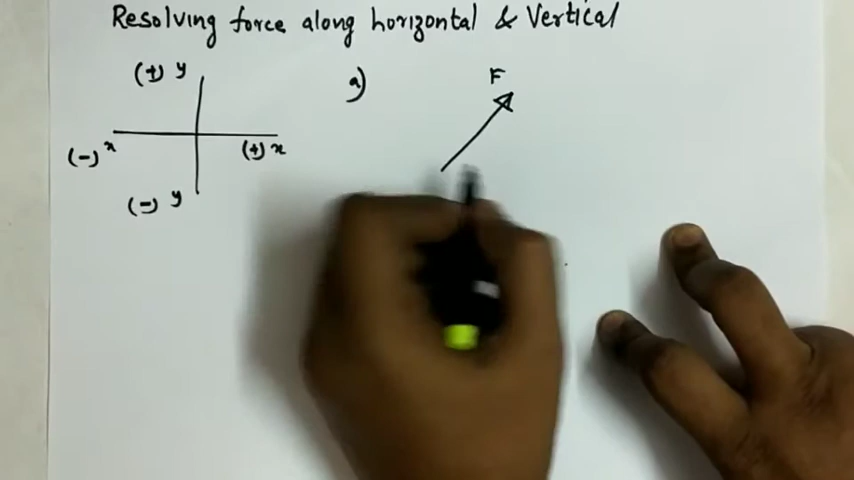 Resolving force along horizontal & Vertical
(+) y
(-) x
(+) x
(-) y
a)
F